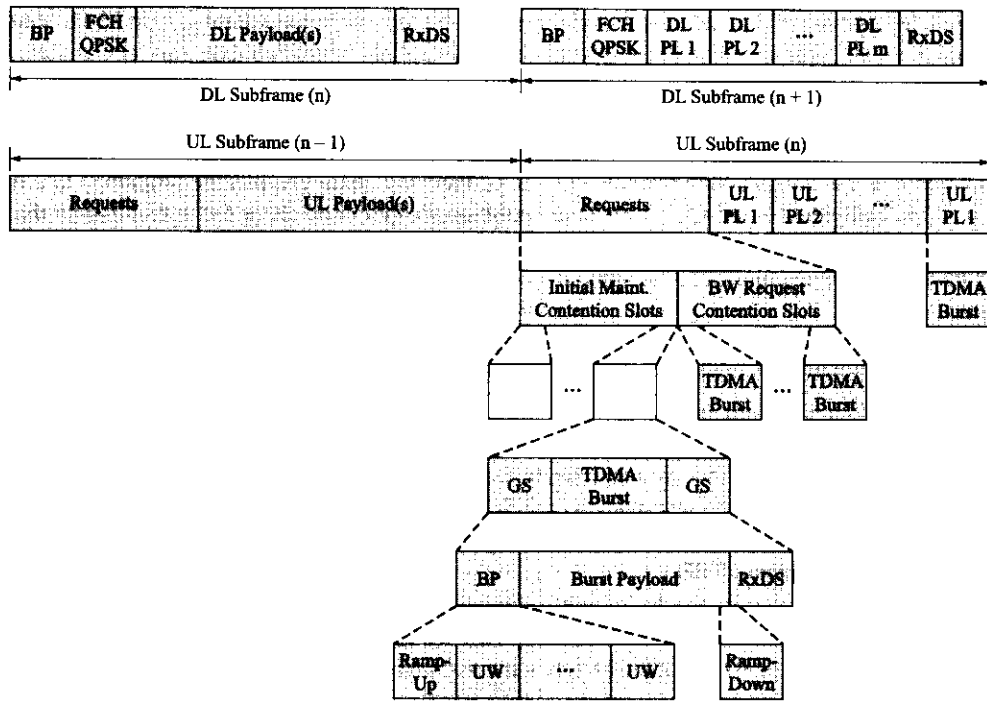 BP FCH QPSK DL Payload(s) RxDS BP FCH QPSK DL PL 1 DL PL 2 ... DL PL m RxDS
DL Subframe (n) DL Subframe (n + 1)
UL Subframe (n – 1) UL Subframe (n)
Requests UL Payload(s) Requests UL PL 1 UL PL 2 ... UL PL 1
Initial Maint. Contention Slots BW Request Contention Slots TDMA Burst
... TDMA Burst ... TDMA Burst
GS TDMA Burst GS
BP Burst Payload RxDS
Ramp-Up UW ... UW Ramp-Down